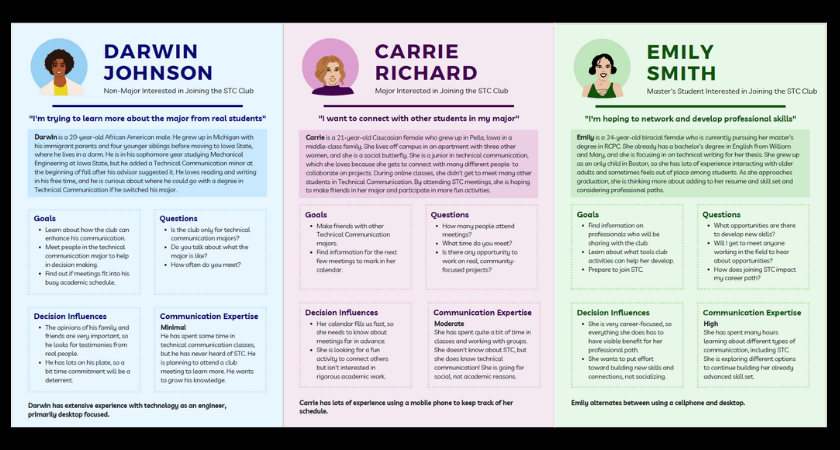 DARWIN
JOHNSON
Non-Major Interested in Joining the STC Club
"I'm trying to learn more about the major from real students"
Darwin is a 20-year-old African American male. He grew up in Michigan with
his immigrant parents and four younger siblings before moving to Iowa State,
where he lives in a dorm. He is in his sophomore year studying Mechanical
Engineering at Iowa State, but he added a Technical Communication minor at
the beginning of fall after his advisor suggested it. He loves reading and writing
in his free time, and he is curious about where he could go with a degree in
Technical Communication if he switched his major.
Goals
• Learn about how the club can
enhance his communication.
• Meet people in the technical
communication major to help
in decision making.
• Find out if meetings fit into his
busy academic schedule.
Questions
• Is the club only for technical
communication majors?
• Do you talk about what the
major is like?
• How often do you meet?
Decision Influences
• The opinions of his family and
friends are very important, so
he looks for testimonies from
real people.
• He has lots on his plate, so a
bit time commitment will be a
deterrent.
Communication Expertise
Minimal
He has spent some time in
technical communication classes,
but he has never heard of STC. He
is planning to attend a club
meeting to learn more. He wants
to grow his knowledge.
Darwin has extensive experience with technology as an engineer,
primarily desktop focused.
CARRIE
RICHARD
Major Interested in Joining the STC Club
"I want to connect with other students in my major"
Carrie is a 21-year-old Caucasian female who grew up in Pella, Iowa in a
middle-class family. She lives off campus in an apartment with three other
women, and she is a social butterfly. She is a junior in technical communication,
which she loves because she gets to connect with many different people to
collaborate on projects. During online classes, she didn't get to meet many other
students in Technical Communication. By attending STC meetings, she is hoping
to make friends in her major and participate in more fun activities.
Goals
• Make friends with other
Technical Communication
majors.
• Find information for the next
few meetings to mark in her
calendar.
Questions
• How many people attend
meetings?
• What time do you meet?
• Is there any opportunity to
work on real, community-
focused projects?
Decision Influences
• Her calendar fills us fast, so
she needs to know about
meetings far in advance.
• She is looking for a fun
activity to connect others
but isn't interested in
rigorous academic work.
Communication Expertise
Moderate
She has spent quite a bit of time in
classes and working with groups.
She doesn't know about STC, but
she does know technical
communication! She is going for
social, not academic reasons.
Carrie has lots of experience using a mobile phone to keep track of her
schedule.
EMILY
SMITH
Master's Student Interested in Joining the STC Club
"I'm hoping to network and develop professional skills"
Emily is a 24-year-old biracial female who is currently pursuing her master's
degree in RCPC. She already has a bachelor's degree in English from William
and Mary, and she is focusing on technical writing for her thesis. She grew up
as an only child in Boston, so she has lots of experience interacting with older
adults and sometimes feels out of place among students. As she approaches
graduation, she is thinking more about adding to her resume and skill set and
considering professional paths.
Goals
• Find information on
professionals who will be
sharing with the club.
• Learn about what tools club
activities can help her develop.
• Prepare to join STC.
Questions
• What opportunities are there
to develop new skills?
• Will I get to meet anyone
working in the field to hear
about opportunities?
• How does joining STC impact
my career path?
Decision Influences
• She is very career-focused, so
everything she does has to
have visible benefit for her
professional path.
• She wants to put effort
toward building new skills and
connections, not socializing.
Communication Expertise
High
She has spent many hours
learning about different types of
communication, including STC.
She is exploring different options
to continue building her already
advanced skill set.
Emily alternates between using a cellphone and desktop.